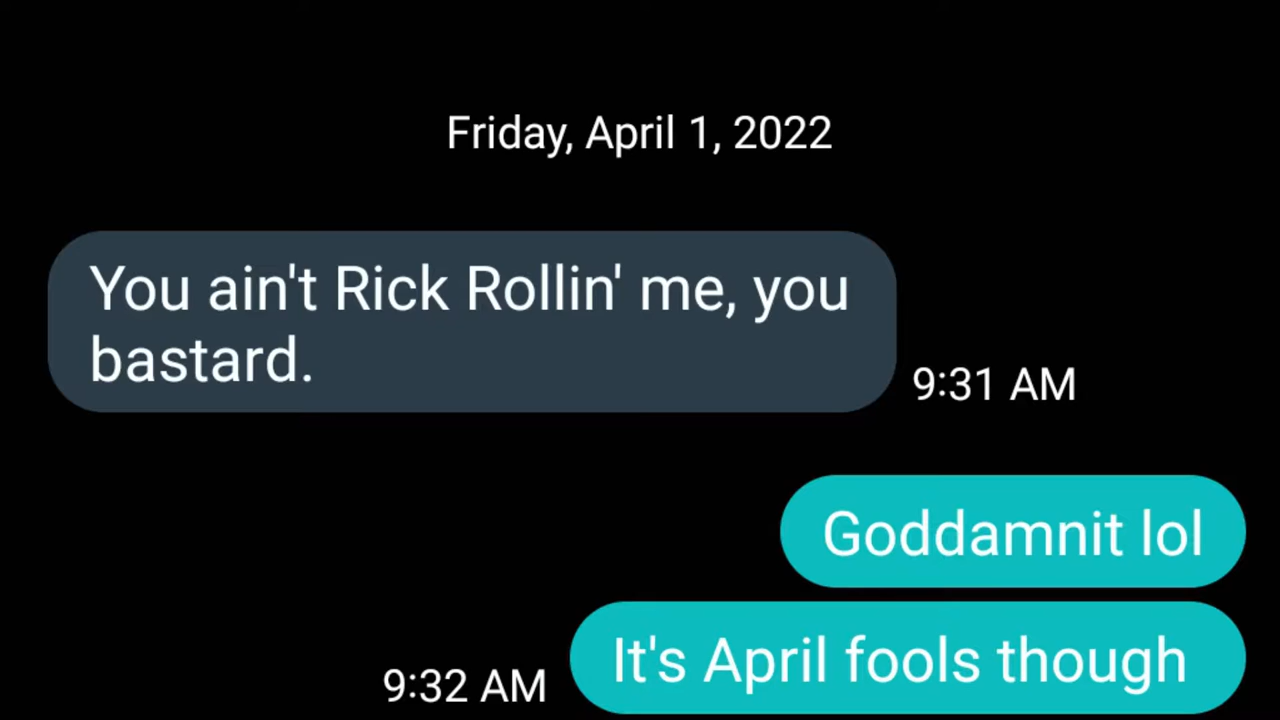 Friday, April 1, 2022
You ain't Rick Rollin' me, you
bastard.
9:31 AM
Goddamnit lol
It's April fools though
9:32 AM